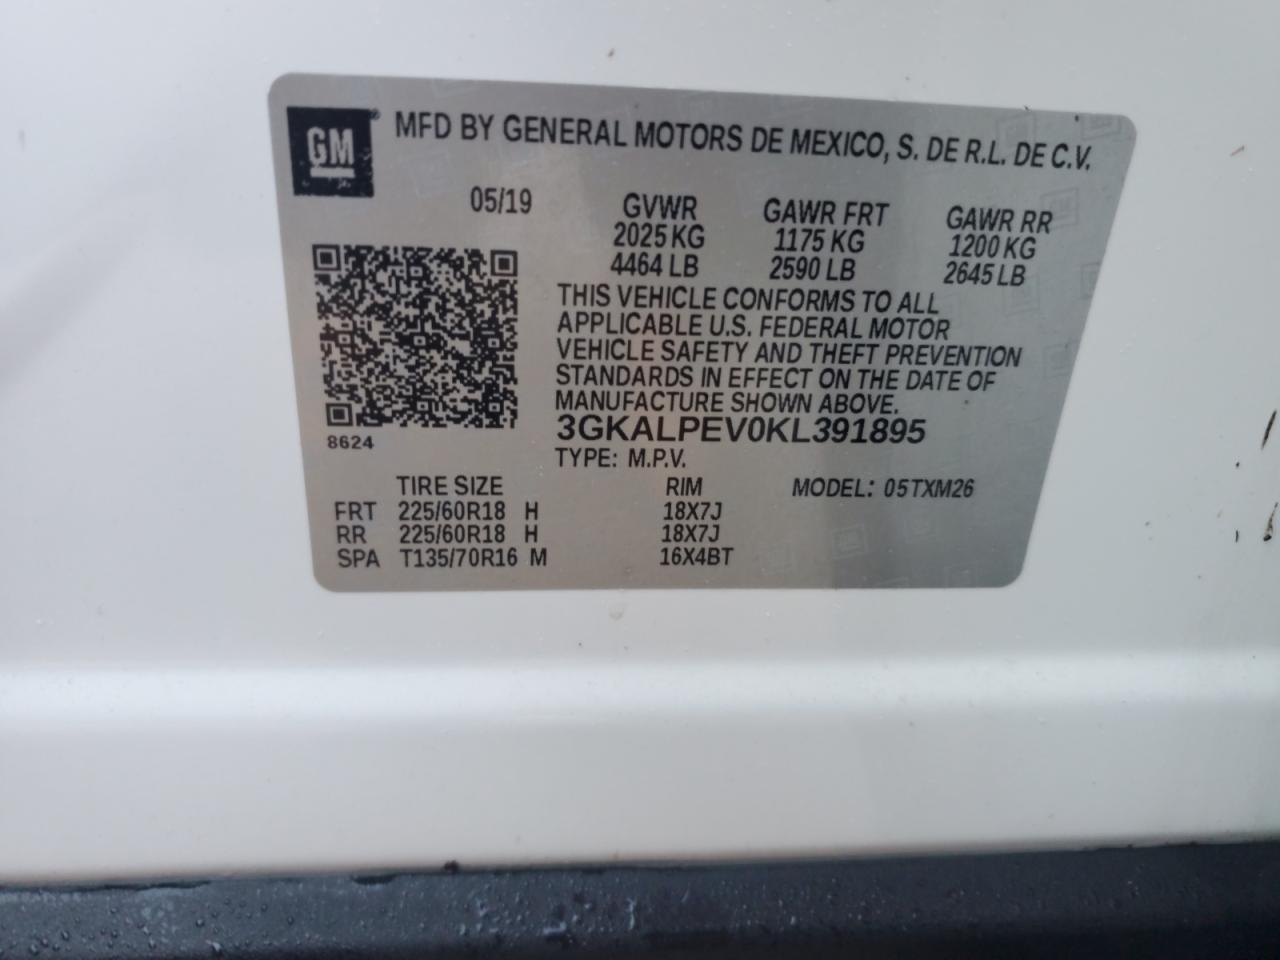 GM® MFD BY GENERAL MOTORS DE MEXICO, S. DE R.L. DE C.V.
05/19 GVWR GAWR FRT GAWR RR
2025 KG 1175 KG 1200 KG
4464 LB 2590 LB 2645 LB
THIS VEHICLE CONFORMS TO ALL
APPLICABLE U.S. FEDERAL MOTOR
VEHICLE SAFETY AND THEFT PREVENTION
STANDARDS IN EFFECT ON THE DATE OF
MANUFACTURE SHOWN ABOVE.
3GKALPEV0KL391895
8624
TYPE: M.P.V.
TIRE SIZE RIM MODEL: 05TXM26
FRT 225/60R18 H 18X7J
RR 225/60R18 H 18X7J
SPA T135/70R16 M 16X4BT